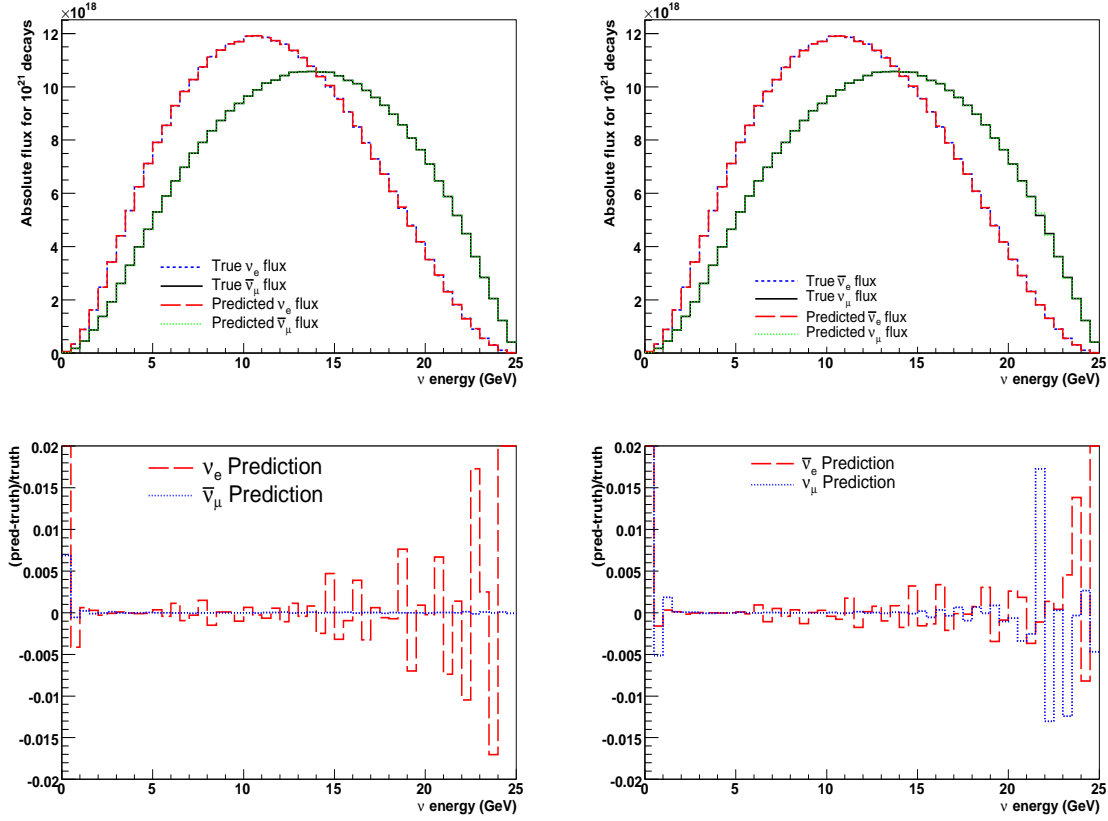 ×10¹⁸
Absolute flux for 10²¹ decays
12
10
8
6
4
2
0
True νₑ flux
True ν̅_μ flux
Predicted νₑ flux
Predicted ν̅_μ flux
0 5 10 15 20 25
ν energy (GeV)
×10¹⁸
Absolute flux for 10²¹ decays
12
10
8
6
4
2
0
True ν̅ₑ flux
True ν_μ flux
Predicted ν̅ₑ flux
Predicted ν_μ flux
0 5 10 15 20 25
ν energy (GeV)
(pred-truth)/truth
0.02
0.015
0.01
0.005
0
-0.005
-0.01
-0.015
-0.02
νₑ Prediction
ν̅_μ Prediction
0 5 10 15 20 25
ν energy (GeV)
(pred-truth)/truth
0.02
0.015
0.01
0.005
0
-0.005
-0.01
-0.015
-0.02
ν̅ₑ Prediction
ν_μ Prediction
0 5 10 15 20 25
ν energy (GeV)